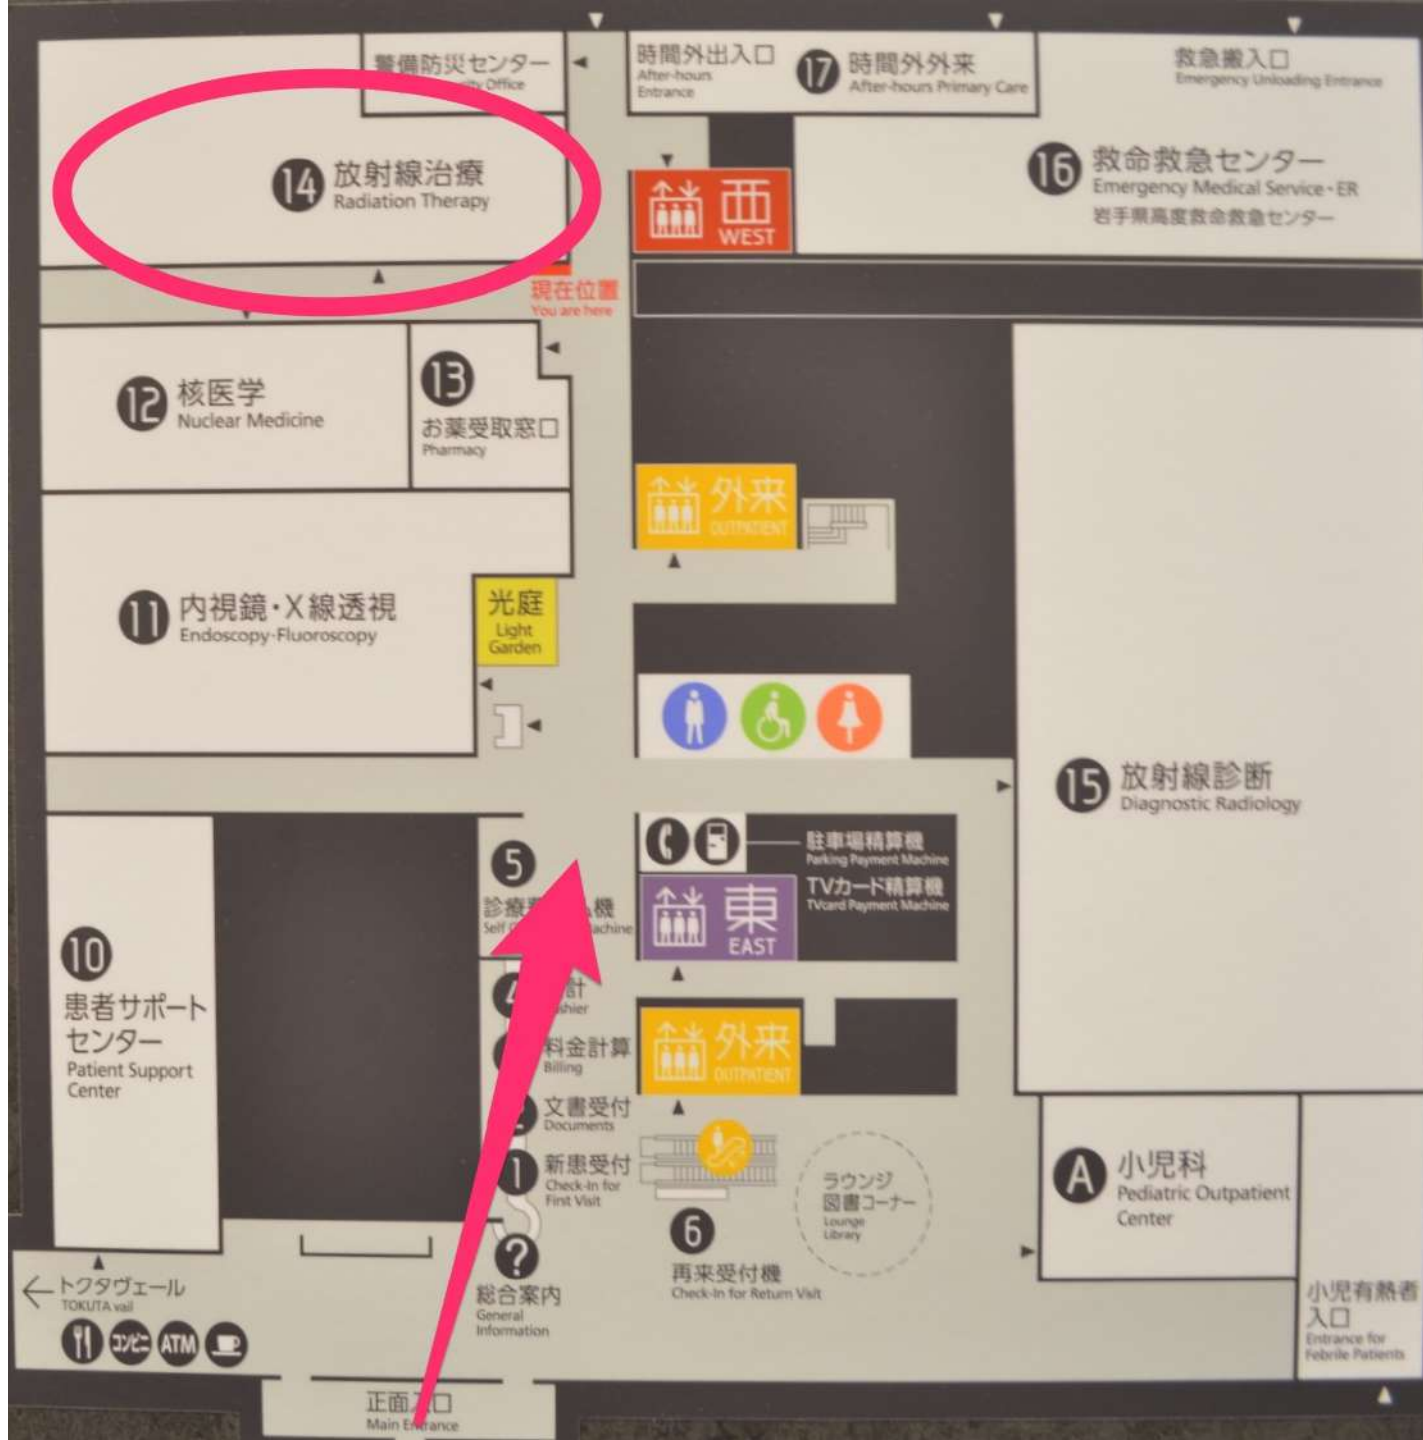 警備防災センター
時間外出入口
After-hours
Entrance
17
時間外外来
After-hours Primary Care
救急搬入口
Emergency Unloading Entrance
14
放射線治療
Radiation Therapy
西
WEST
16
救命救急センター
Emergency Medical Service・ER
岩手県高度救命救急センター
現在位置
You are here
12
核医学
Nuclear Medicine
13
お薬受取窓口
Pharmacy
外来
OUTPATIENT
11
内視鏡・X線透視
Endoscopy-Fluoroscopy
光庭
Light
Garden
15
放射線診断
Diagnostic Radiology
5
診療
機
Self
駐車場精算機
Parking Payment Machine
TVカード精算機
TVcard Payment Machine
東
EAST
10
患者サポート
センター
Patient Support
Center
料金計算
Billing
外来
OUTPATIENT
文書受付
Documents
1
新患受付
Check-In for
First Visit
?
総合案内
General
Information
6
再来受付機
Check-In for Return Visit
ラウンジ
図書コーナー
Lounge
Library
A
小児科
Pediatric Outpatient
Center
小児有熱者
入口
Entrance for
Febrile Patients
トクタヴェール
TOKUTA vail
コンビニ
ATM
正面入口
Main Entrance